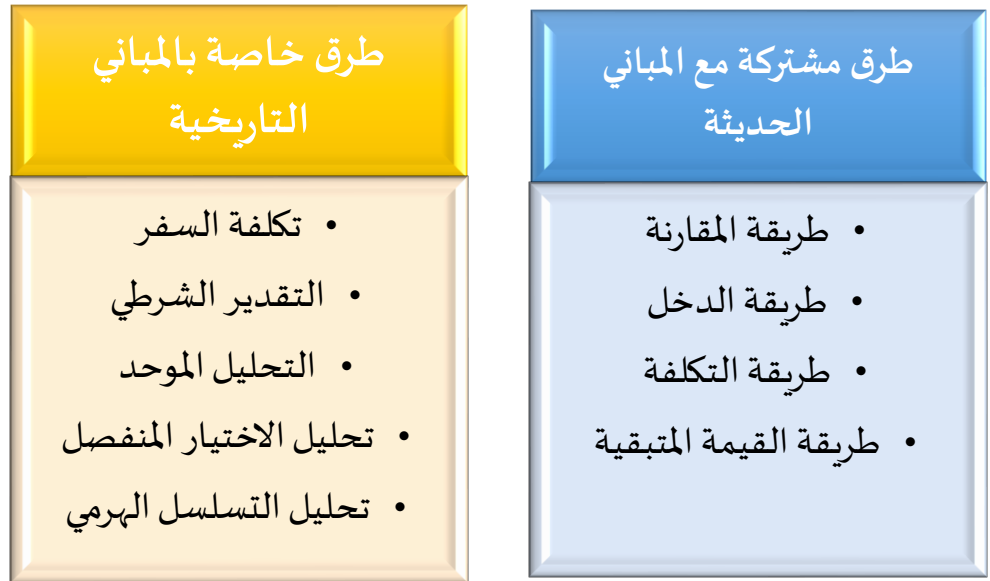 طرق مشتركة مع المباني
الحديثة
• طريقة المقارنة
• طريقة الدخل
• طريقة التكلفة
• طريقة القيمة المتبقية
طرق خاصة بالمباني
التاريخية
• تكلفة السفر
• التقدير الشرطي
• التحليل الموحد
• تحليل الاختيار المنفصل
• تحليل التسلسل الهرمي